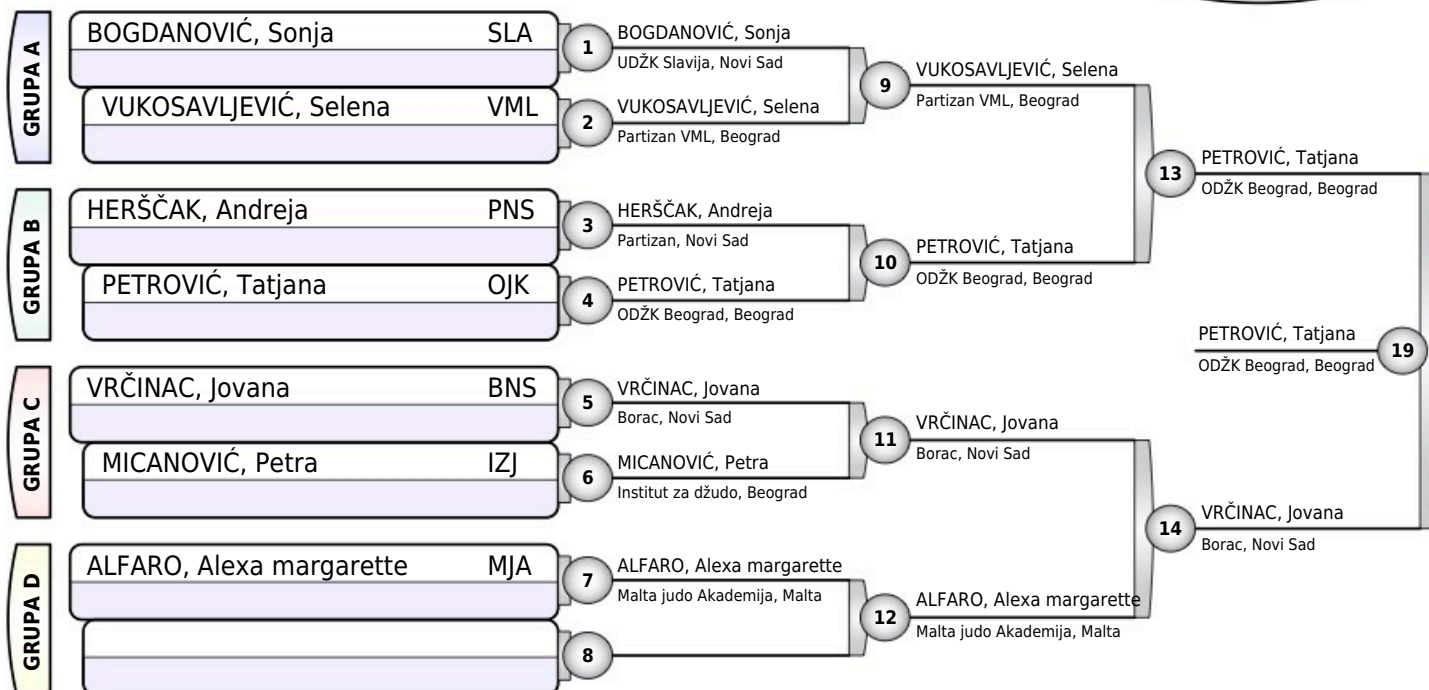 GRUPA A
BOGDANOVIĆ, Sonja SLA
1
BOGDANOVIĆ, Sonja
UDŽK Slavija, Novi Sad
VUKOSAVLJEVIĆ, Selena VML
2
VUKOSAVLJEVIĆ, Selena
Partizan VML, Beograd
9
VUKOSAVLJEVIĆ, Selena
Partizan VML, Beograd
GRUPA B
HERŠČAK, Andreja PNS
3
HERŠČAK, Andreja
Partizan, Novi Sad
PETROVIĆ, Tatjana OJK
4
PETROVIĆ, Tatjana
ODŽK Beograd, Beograd
10
PETROVIĆ, Tatjana
ODŽK Beograd, Beograd
13
PETROVIĆ, Tatjana
ODŽK Beograd, Beograd
GRUPA C
VRČINAC, Jovana BNS
5
VRČINAC, Jovana
Borac, Novi Sad
MICANOVIĆ, Petra IZJ
6
MICANOVIĆ, Petra
Institut za džudo, Beograd
11
VRČINAC, Jovana
Borac, Novi Sad
GRUPA D
ALFARO, Alexa margarette MJA
7
ALFARO, Alexa margarette
Malta judo Akademija, Malta
8
12
ALFARO, Alexa margarette
Malta judo Akademija, Malta
14
VRČINAC, Jovana
Borac, Novi Sad
PETROVIĆ, Tatjana
ODŽK Beograd, Beograd
19